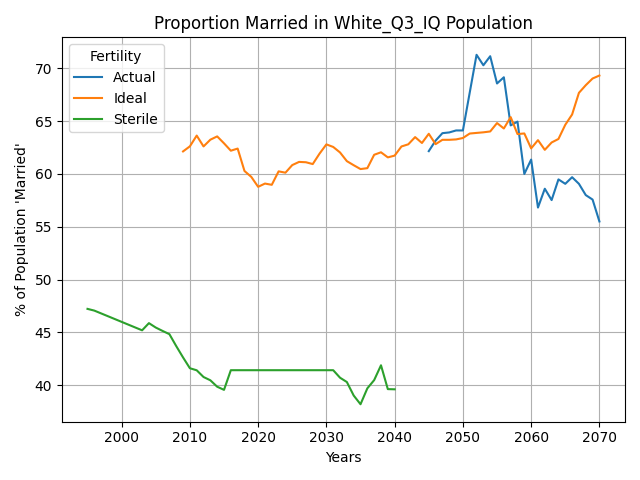 Proportion Married in White_Q3_IQ Population
Fertility
Actual
Ideal
Sterile
% of Population 'Married'
70
65
60
55
50
45
40
2000 2010 2020 2030 2040 2050 2060 2070
Years